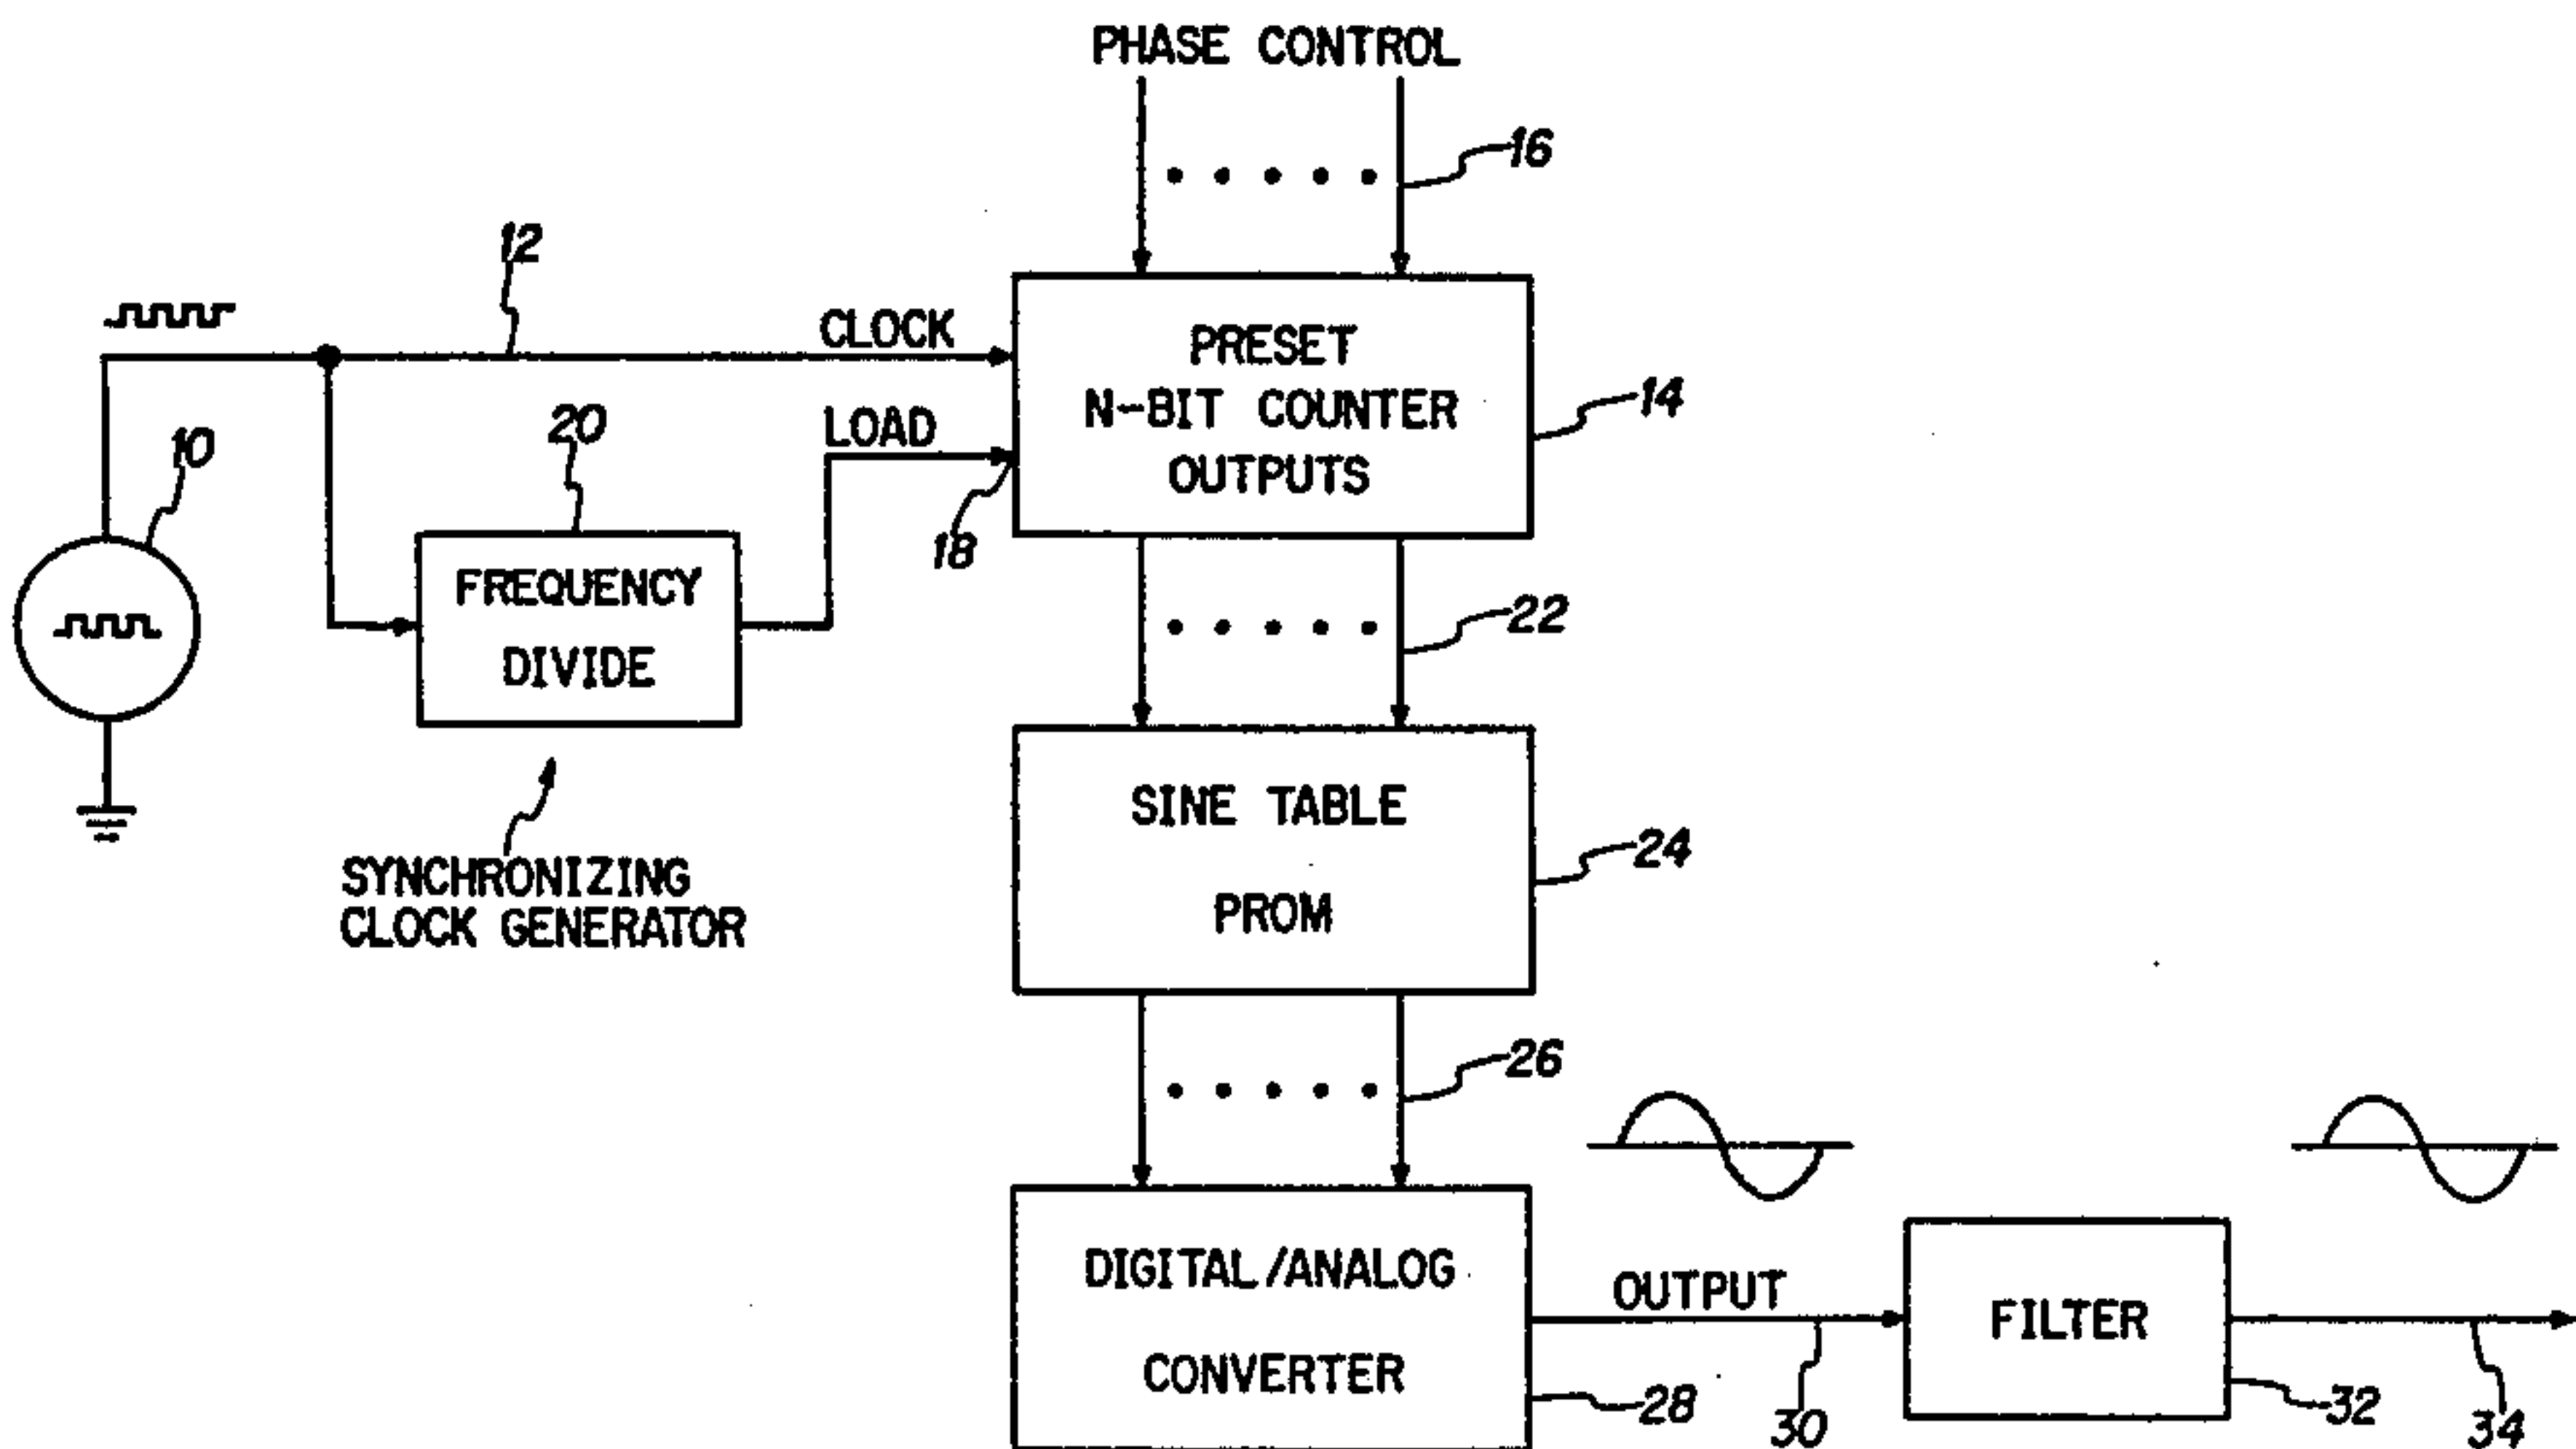 PHASE CONTROL
16
12
CLOCK
PRESET
N-BIT COUNTER
OUTPUTS
14
LOAD
20
10
18
FREQUENCY
DIVIDE
22
SINE TABLE
PROM
24
SYNCHRONIZING
CLOCK GENERATOR
26
DIGITAL/ANALOG
CONVERTER
28
OUTPUT
30
FILTER
32
34